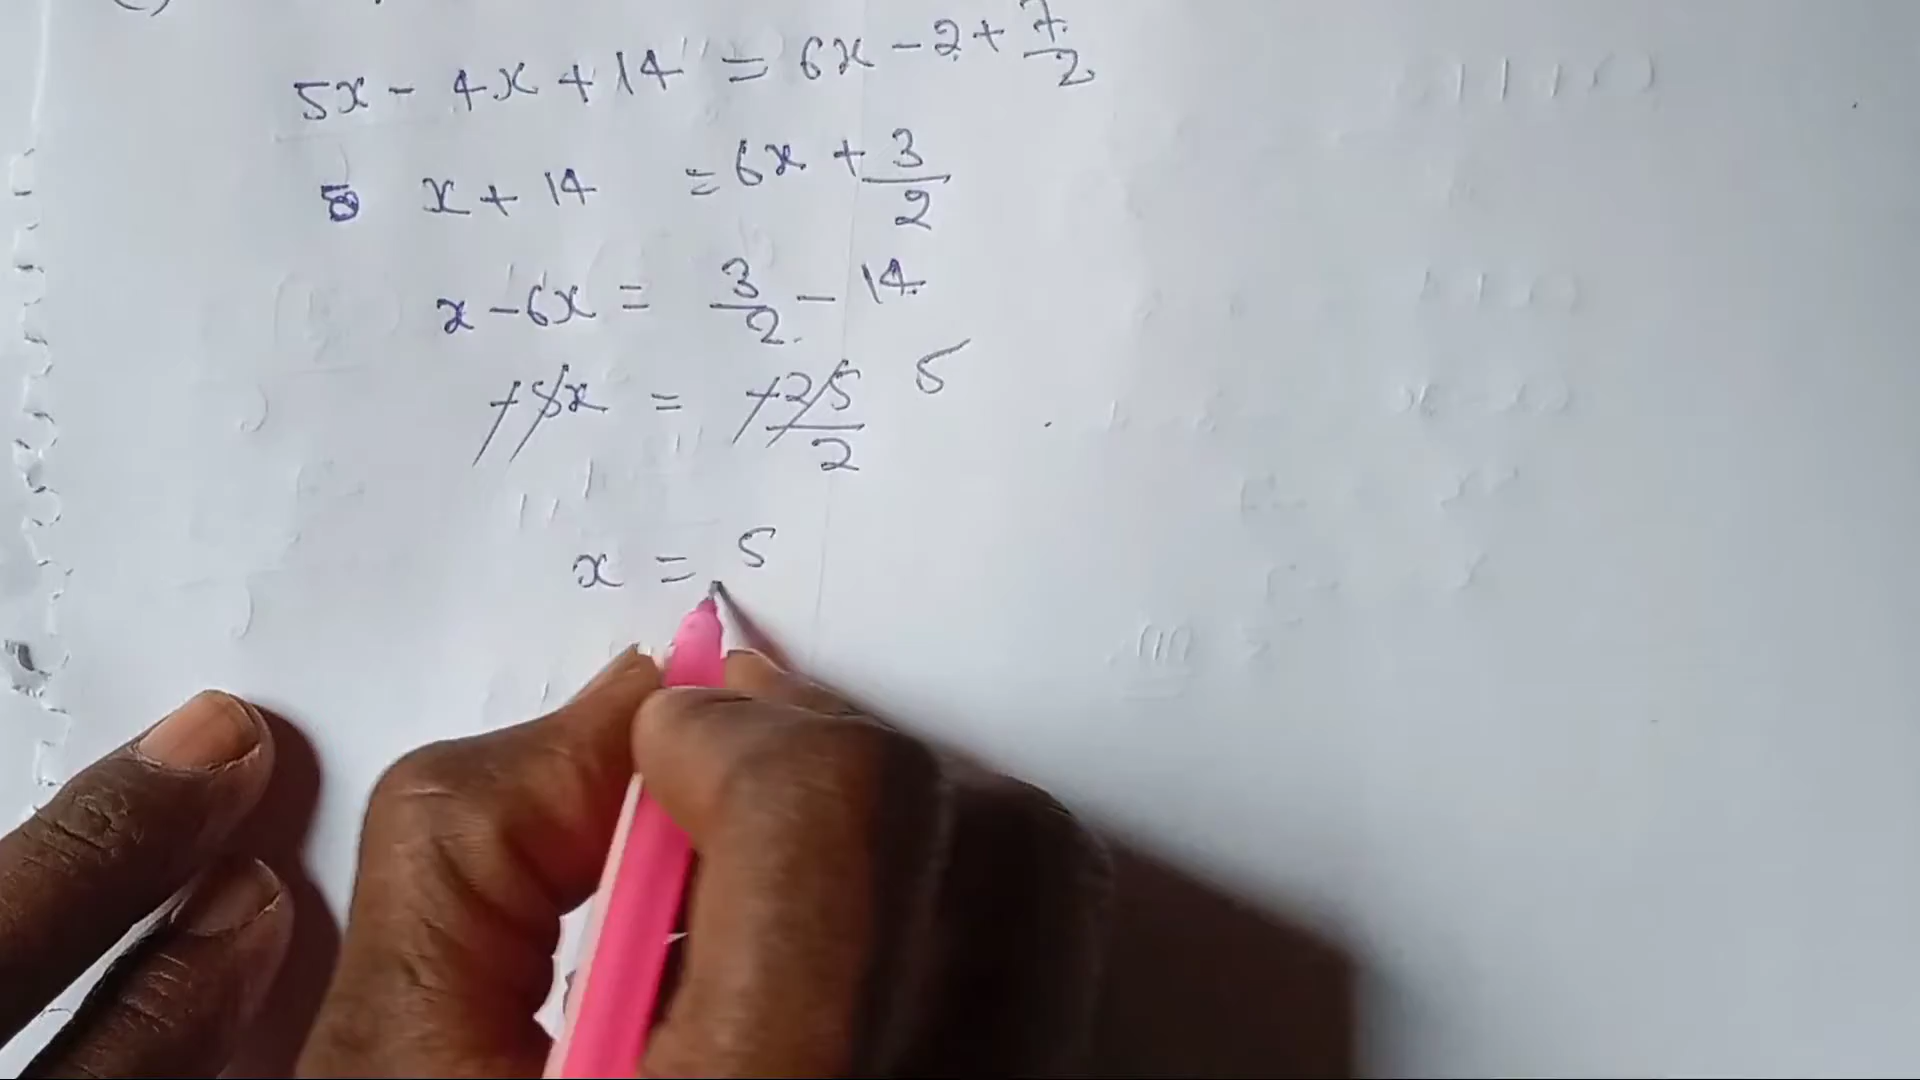 5x - 4x + 14 = 6x - 2 + 7/2
x + 14 = 6x + 3/2
x - 6x = 3/2 - 14
-5x = -25/2 5
x = 5